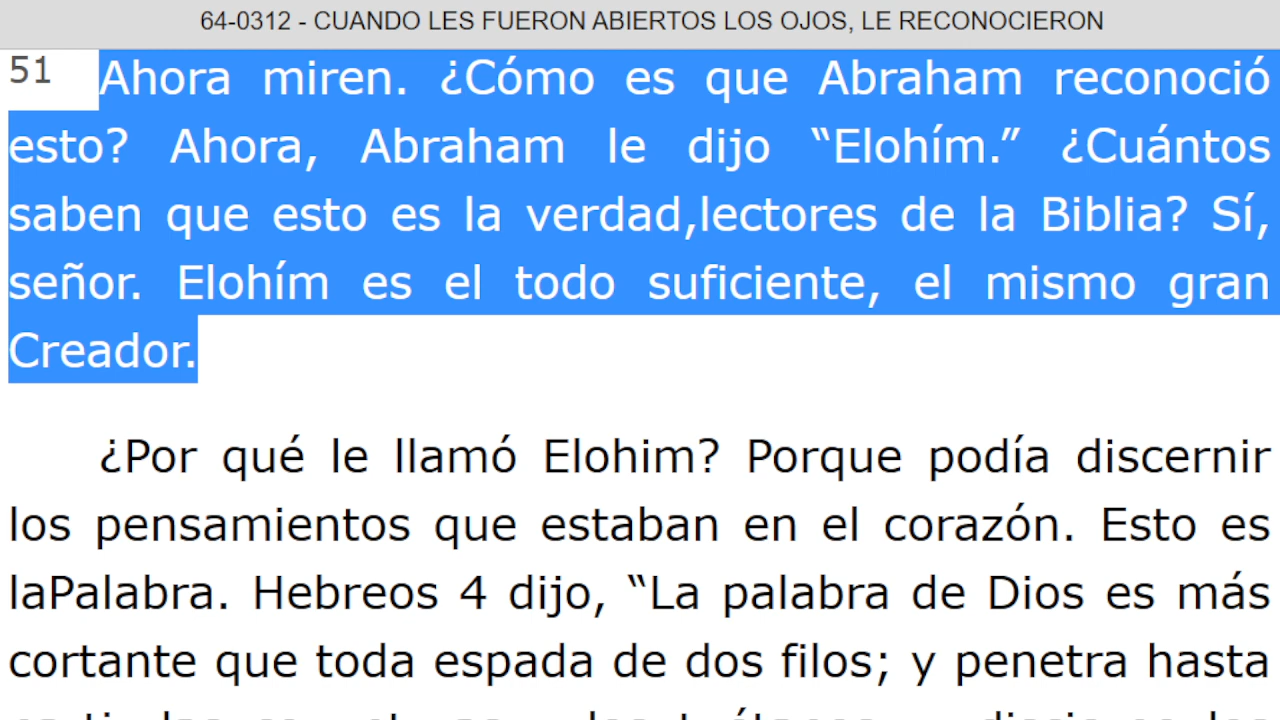 64-0312 - CUANDO LES FUERON ABIERTOS LOS OJOS, LE RECONOCIERON
51 Ahora miren. ¿Cómo es que Abraham reconoció
esto? Ahora, Abraham le dijo “Elohím.” ¿Cuántos
saben que esto es la verdad,lectores de la Biblia? Sí,
señor. Elohím es el todo suficiente, el mismo gran
Creador.
¿Por qué le llamó Elohim? Porque podía discernir
los pensamientos que estaban en el corazón. Esto es
laPalabra. Hebreos 4 dijo, “La palabra de Dios es más
cortante que toda espada de dos filos; y penetra hasta